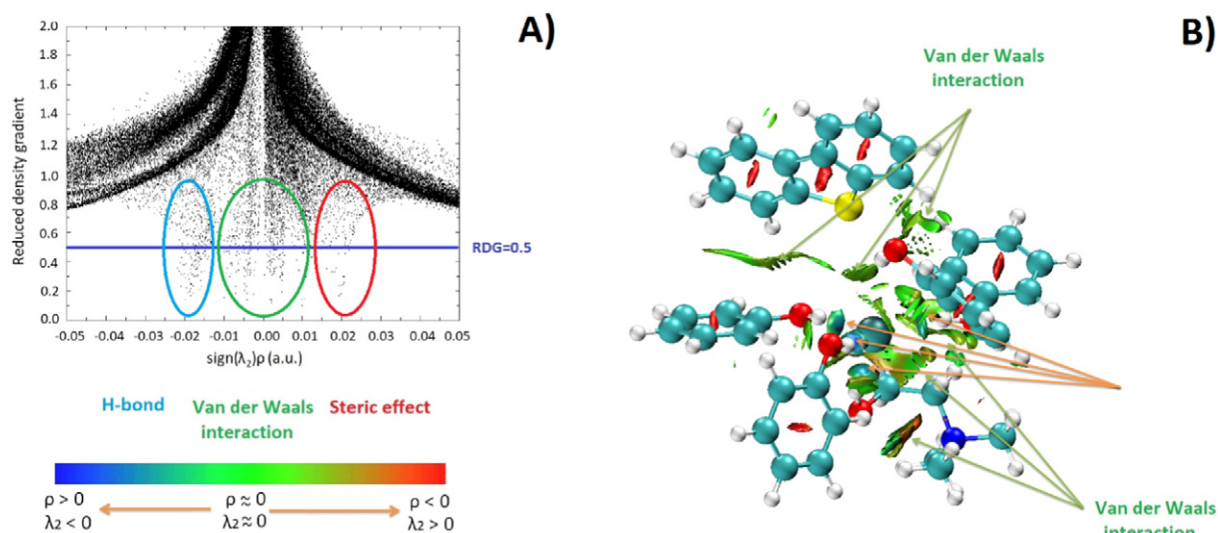 A)
2.0
1.8
1.6
1.4
1.2
1.0
0.8
0.6
0.4
0.2
0.0
Reduced density gradient
RDG=0.5
-0.05 -0.04 -0.03 -0.02 -0.01 0.00 0.01 0.02 0.03 0.04 0.05
sign(λ₂)ρ (a.u.)
H-bond Van der Waals Steric effect
interaction
ρ > 0 ρ ≈ 0 ρ < 0
λ₂ < 0 λ₂ ≈ 0 λ₂ > 0
B)
Van der Waals
interaction
Van der Waals
interaction